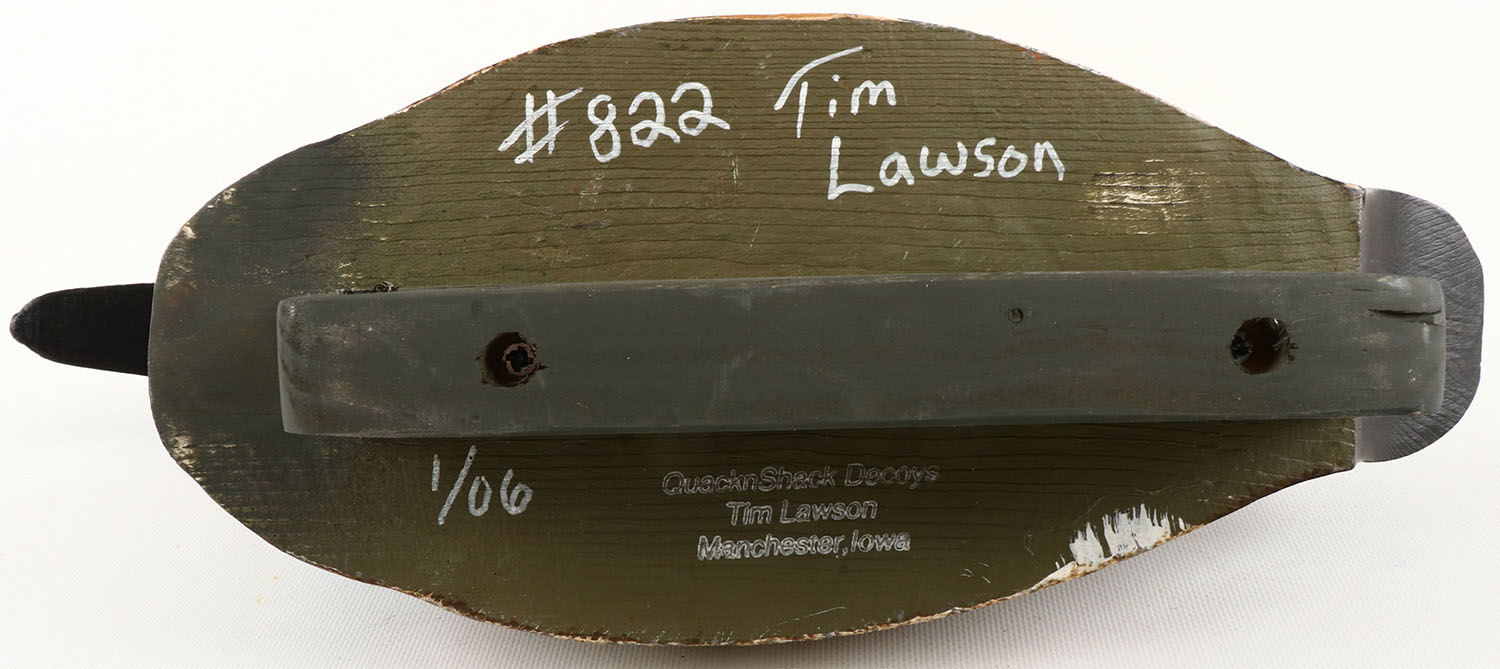 #822 Tim
Lawson
1/06
QuacknShack Decoys
Tim Lawson
Manchester, Iowa